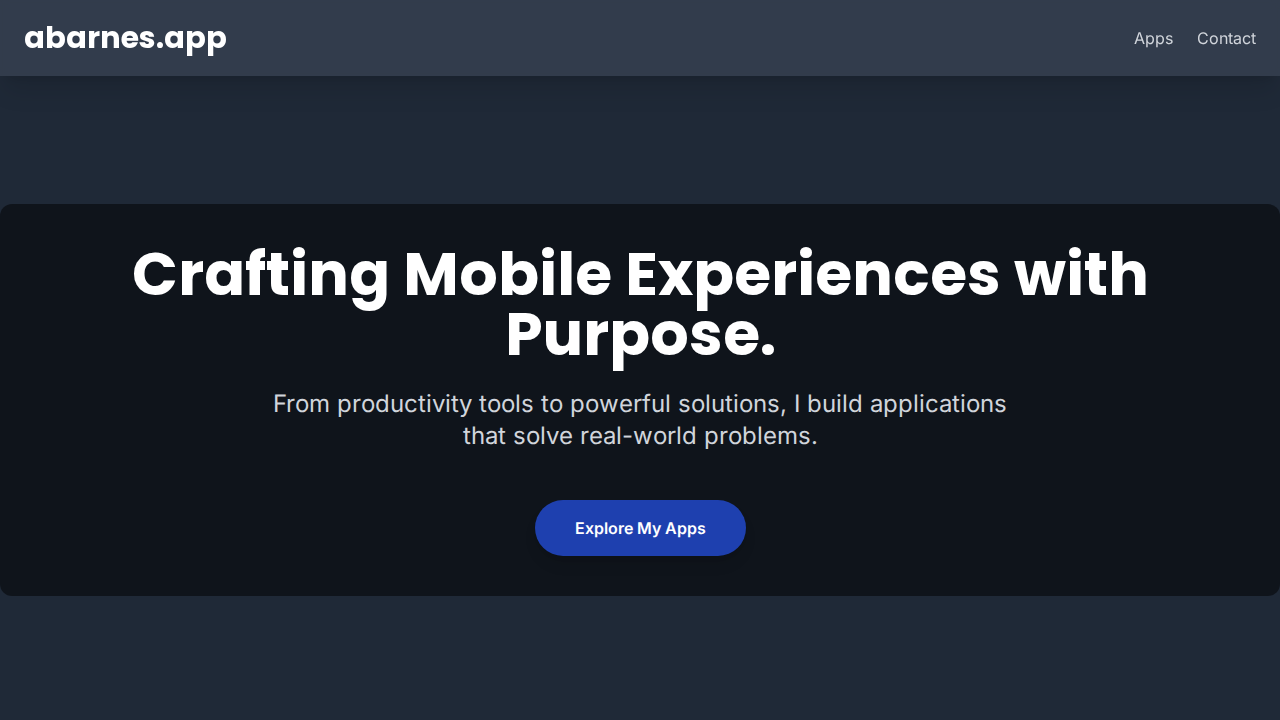 abarnes.app
Apps
Contact
Crafting Mobile Experiences with
Purpose.
From productivity tools to powerful solutions, I build applications
that solve real-world problems.
Explore My Apps